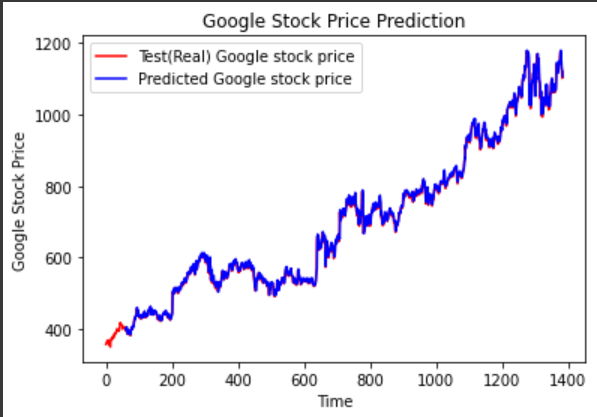 Google Stock Price Prediction
1200
1000
800
600
400
Google Stock Price
Test(Real) Google stock price
Predicted Google stock price
0 200 400 600 800 1000 1200 1400
Time